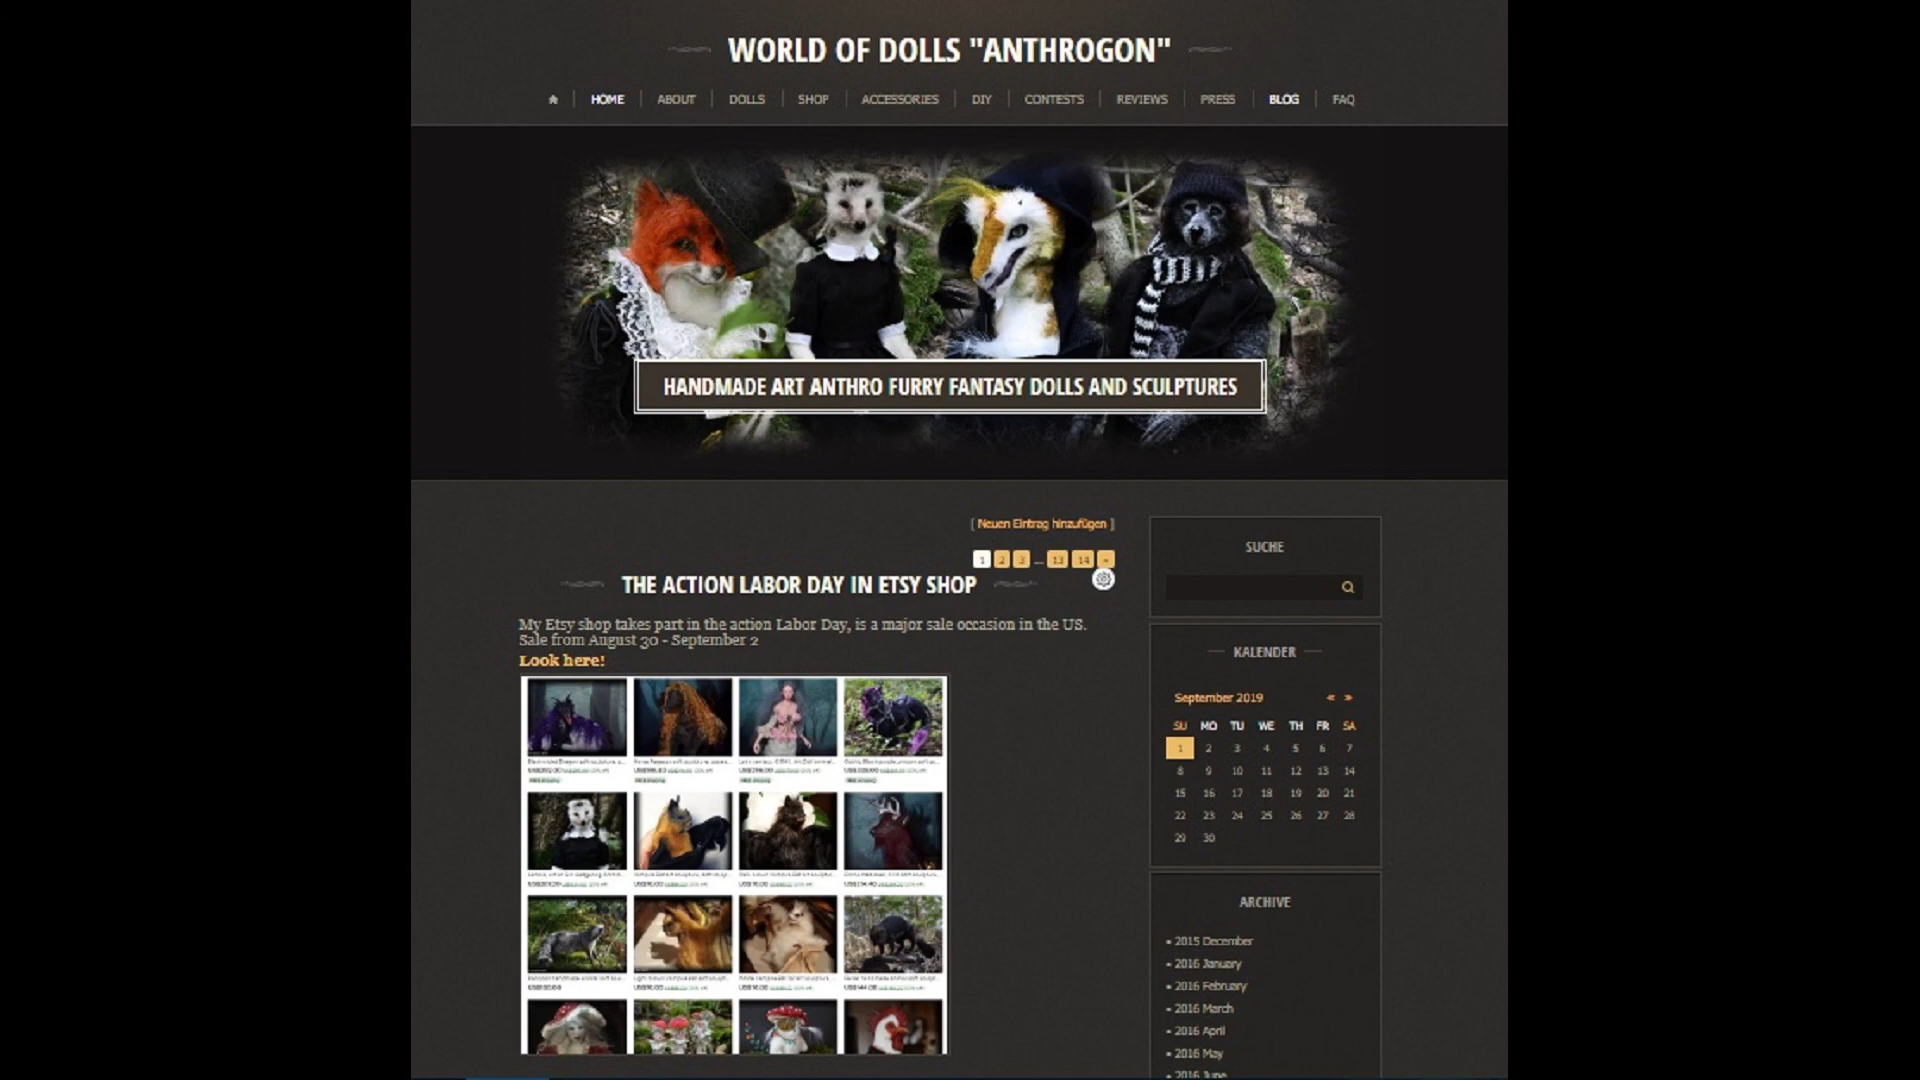 WORLD OF DOLLS "ANTHROGON"
HOME ABOUT DOLLS SHOP ACCESSORIES DIY CONTESTS REVIEWS PRESS BLOG FAQ
HANDMADE ART ANTHRO FURRY FANTASY DOLLS AND SCULPTURES
[ Neuen Eintrag hinzufügen ]
1 2 3 ... 13 14 »
THE ACTION LABOR DAY IN ETSY SHOP
My Etsy shop takes part in the action Labor Day, is a major sale occasion in the US.
Sale from August 30 - September 2
Look here!
SUCHE
KALENDER
September 2019 « »
SU MO TU WE TH FR SA
1 2 3 4 5 6 7
8 9 10 11 12 13 14
15 16 17 18 19 20 21
22 23 24 25 26 27 28
29 30
ARCHIVE
2015 December
2016 January
2016 February
2016 March
2016 April
2016 May
2016 June